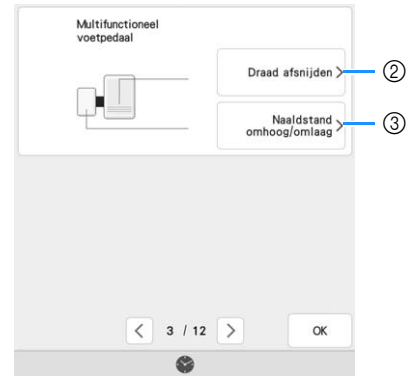 Multifunctioneel
voetpedaal
Draad afsnijden >
②
Naaldstand
omhoog/omlaag >
③
< 3 / 12 >
OK